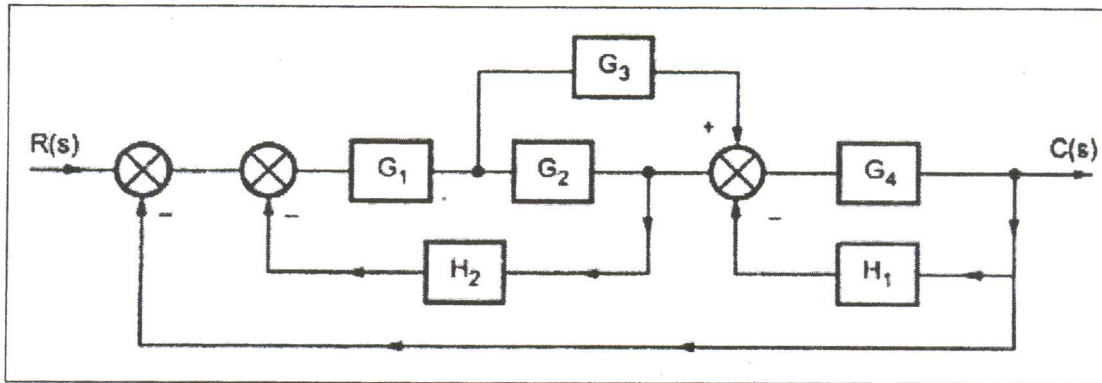 G₃
+
R(s)
G₁
G₂
G₄
C(s)
−
−
−
H₂
H₁